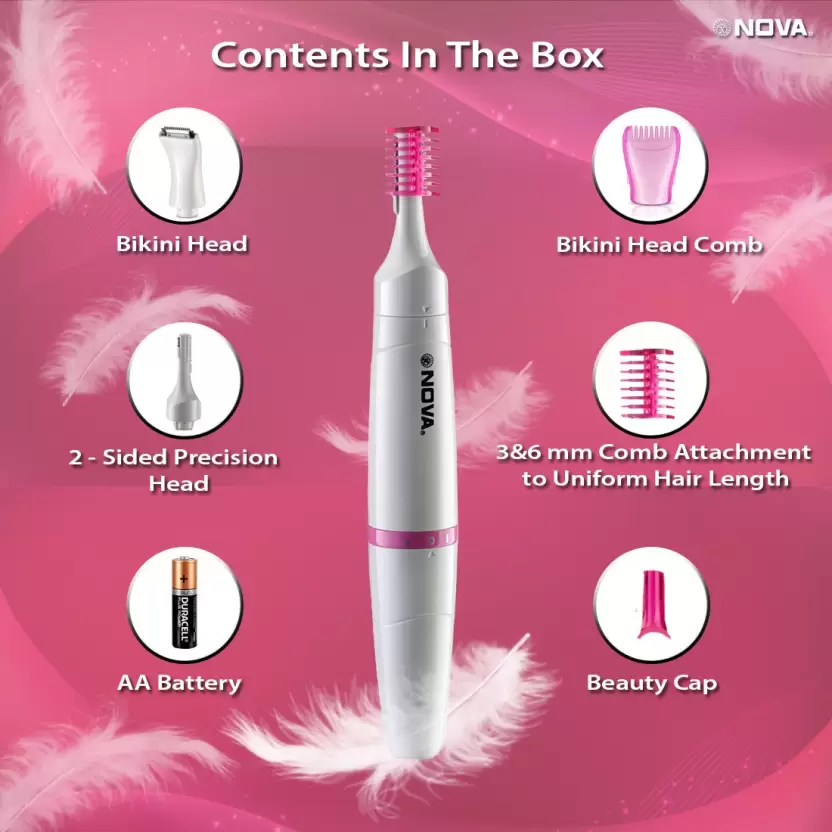 NOVA®
Contents In The Box
Bikini Head
Bikini Head Comb
NOVA®
2 - Sided Precision
Head
3&6 mm Comb Attachment
to Uniform Hair Length
DURACELL
AA Battery
Beauty Cap